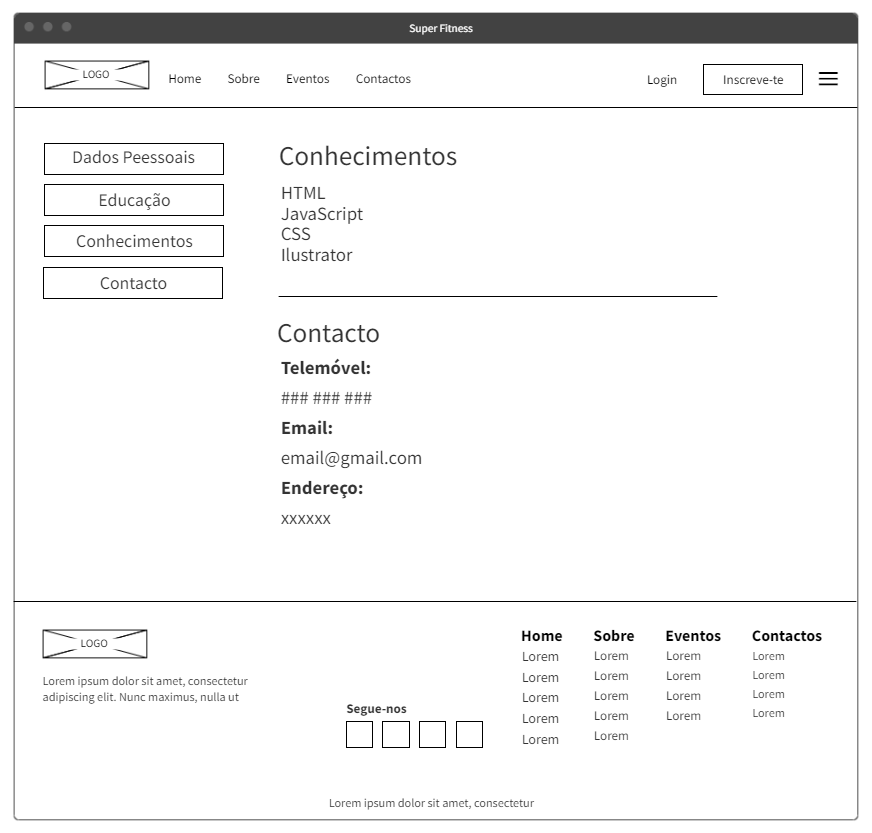 Super Fitness
LOGO
Home Sobre Eventos Contactos
Login Inscreve-te
Dados Peessoais
Educação
Conhecimentos
Contacto
Conhecimentos
HTML
JavaScript
CSS
Ilustrator
Contacto
Telemóvel:
### ### ###
Email:
email@gmail.com
Endereço:
xxxxxx
LOGO
Lorem ipsum dolor sit amet, consectetur
adipiscing elit. Nunc maximus, nulla ut
Segue-nos
Home
Lorem
Lorem
Lorem
Lorem
Lorem
Sobre
Lorem
Lorem
Lorem
Lorem
Lorem
Eventos
Lorem
Lorem
Lorem
Lorem
Contactos
Lorem
Lorem
Lorem
Lorem
Lorem ipsum dolor sit amet, consectetur